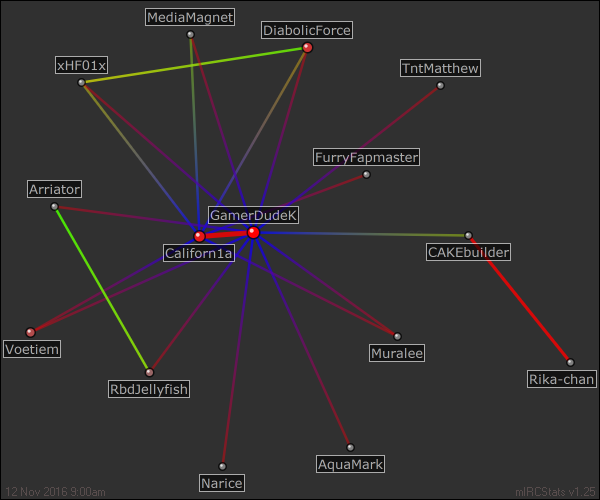 MediaMagnet
DiabolicForce
xHF01x
TntMatthew
FurryFapmaster
Arriator
GamerDudeK
Californ1a
CAKEbuilder
Voetiem
Muralee
RbdJellyfish
Rika-chan
AquaMark
Narice
12 Nov 2016 9:00am
mIRCStats v1.25